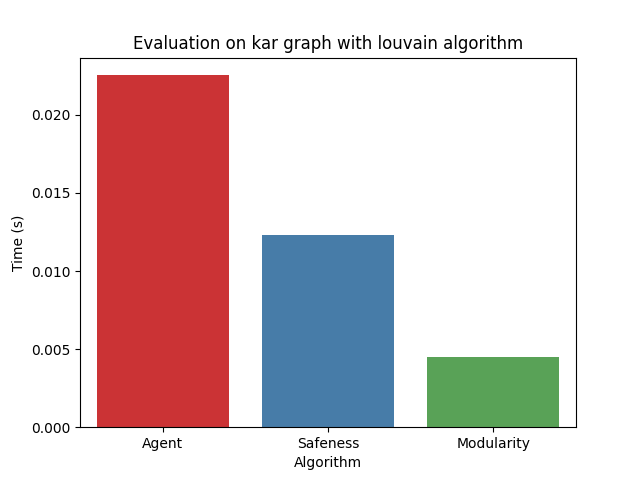 Evaluation on kar graph with louvain algorithm
Time (s)
0.020
0.015
0.010
0.005
0.000
Agent
Safeness
Modularity
Algorithm